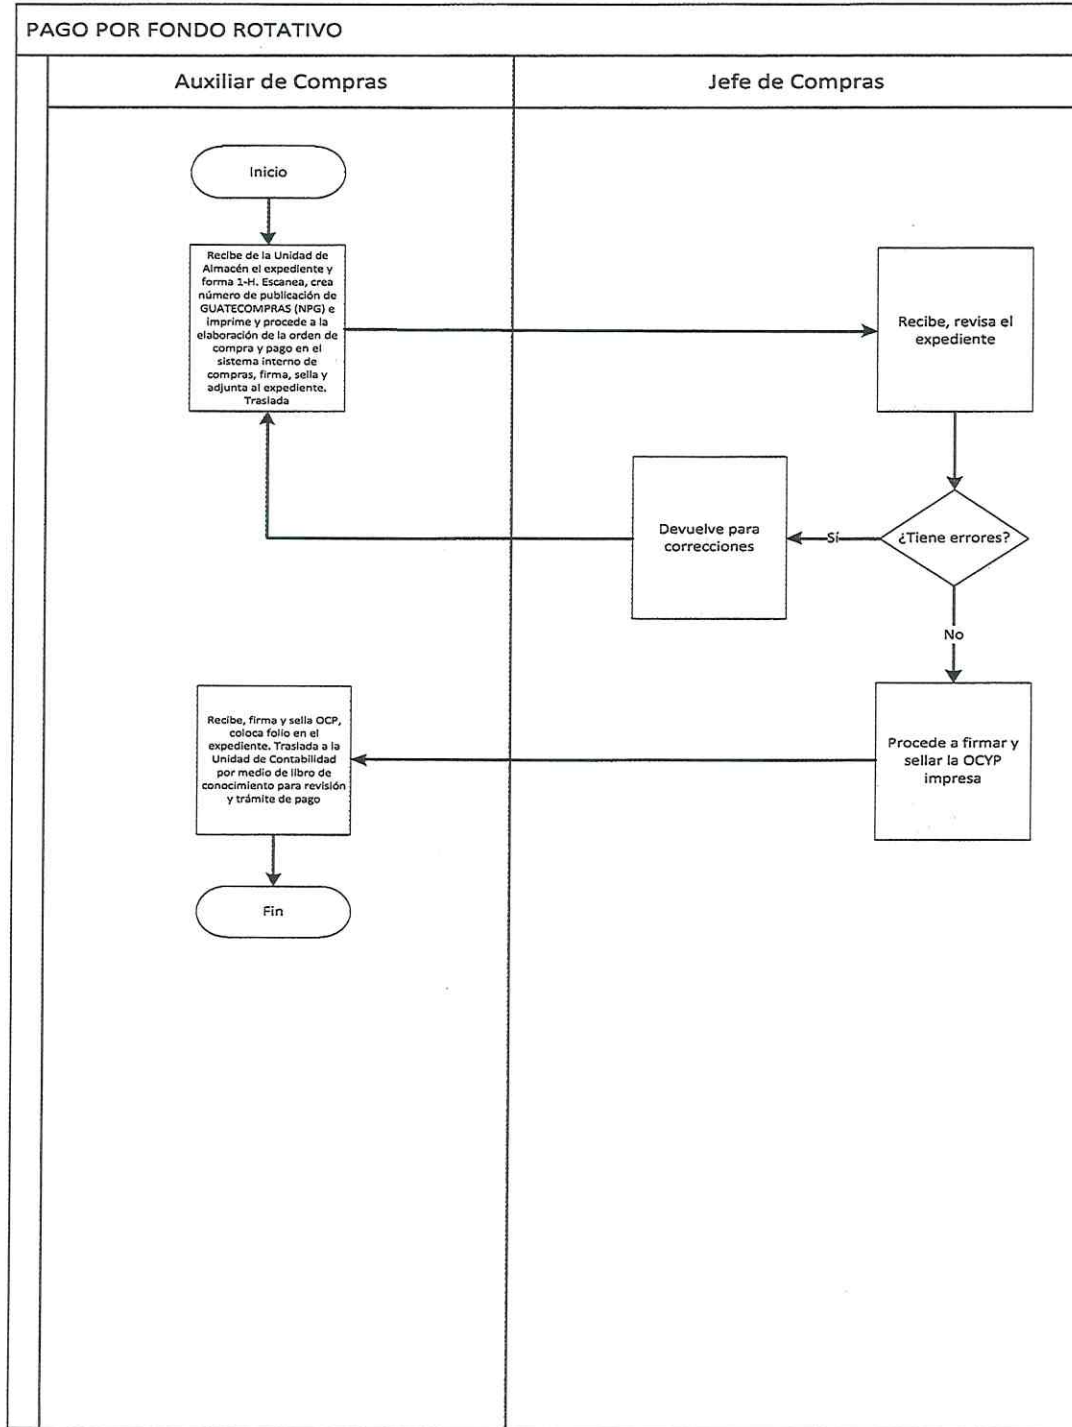 PAGO POR FONDO ROTATIVO
Auxiliar de Compras
Jefe de Compras
Inicio
Recibe de la Unidad de
Almacén el expediente y
forma 1-H. Escanea, crea
número de publicación de
GUATECOMPRAS (NPG) e
imprime y procede a la
elaboración de la orden de
compra y pago en el
sistema interno de
compras, firma, sella y
adjunta al expediente.
Traslada
Recibe, revisa el
expediente
¿Tiene errores?
Sí
Devuelve para
correcciones
No
Procede a firmar y
sellar la OCYP
impresa
Recibe, firma y sella OCP,
coloca folio en el
expediente. Traslada a la
Unidad de Contabilidad
por medio de libro de
conocimiento para revisión
y trámite de pago
Fin